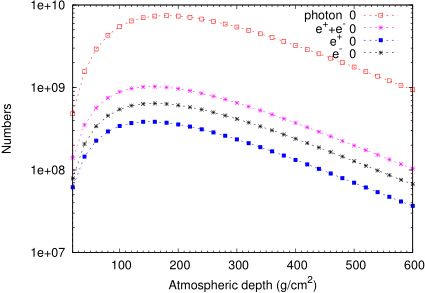 1e+10
1e+09
1e+08
1e+07
Numbers
photon 0
e⁺+e⁻ 0
e⁺ 0
e⁻ 0
100 200 300 400 500 600
Atmospheric depth (g/cm²)